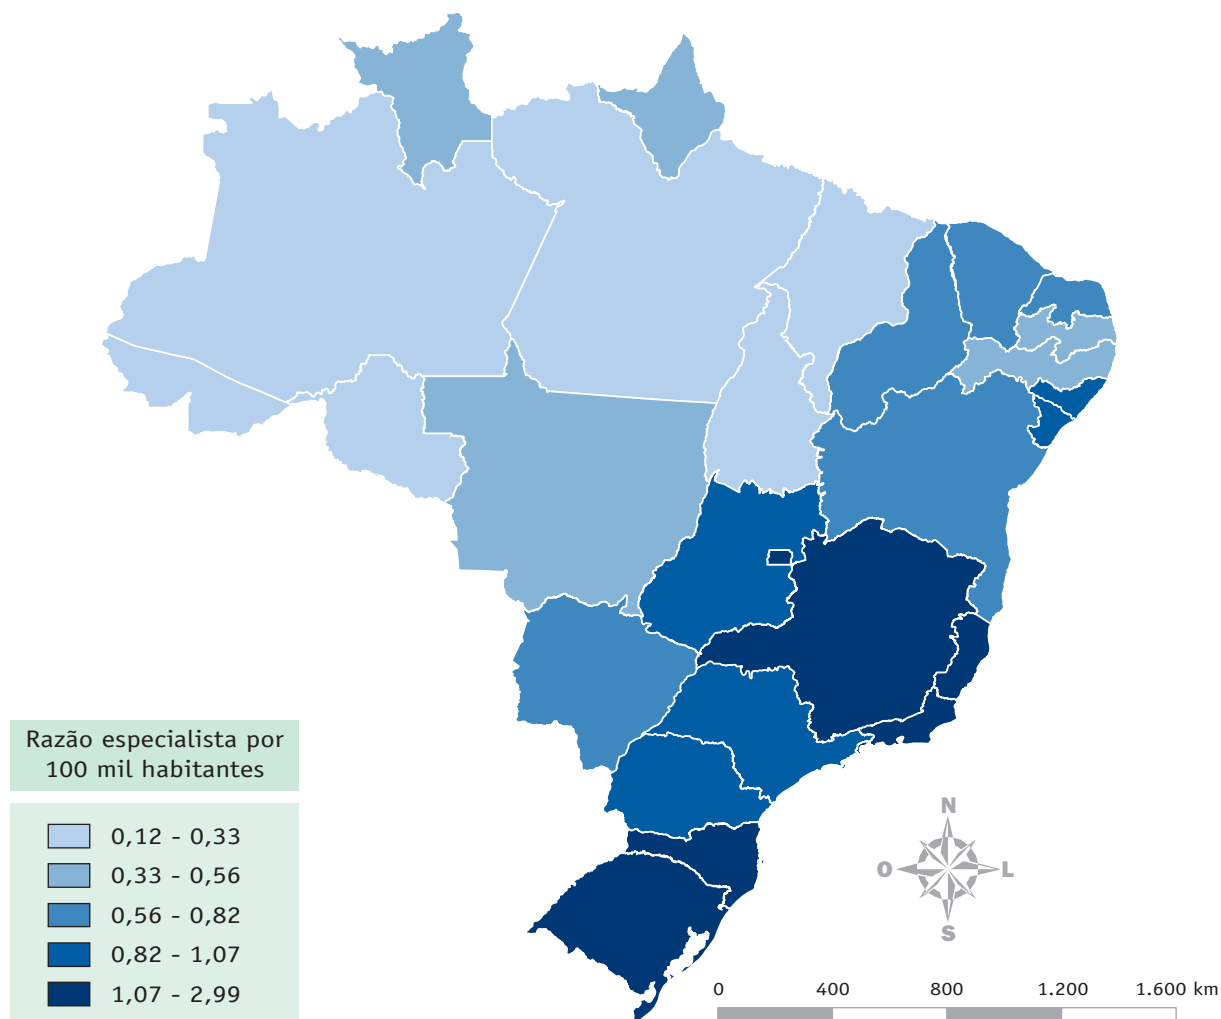 Razão especialista por
100 mil habitantes
0,12 - 0,33
0,33 - 0,56
0,56 - 0,82
0,82 - 1,07
1,07 - 2,99
N
O L
S
0 400 800 1.200 1.600 km